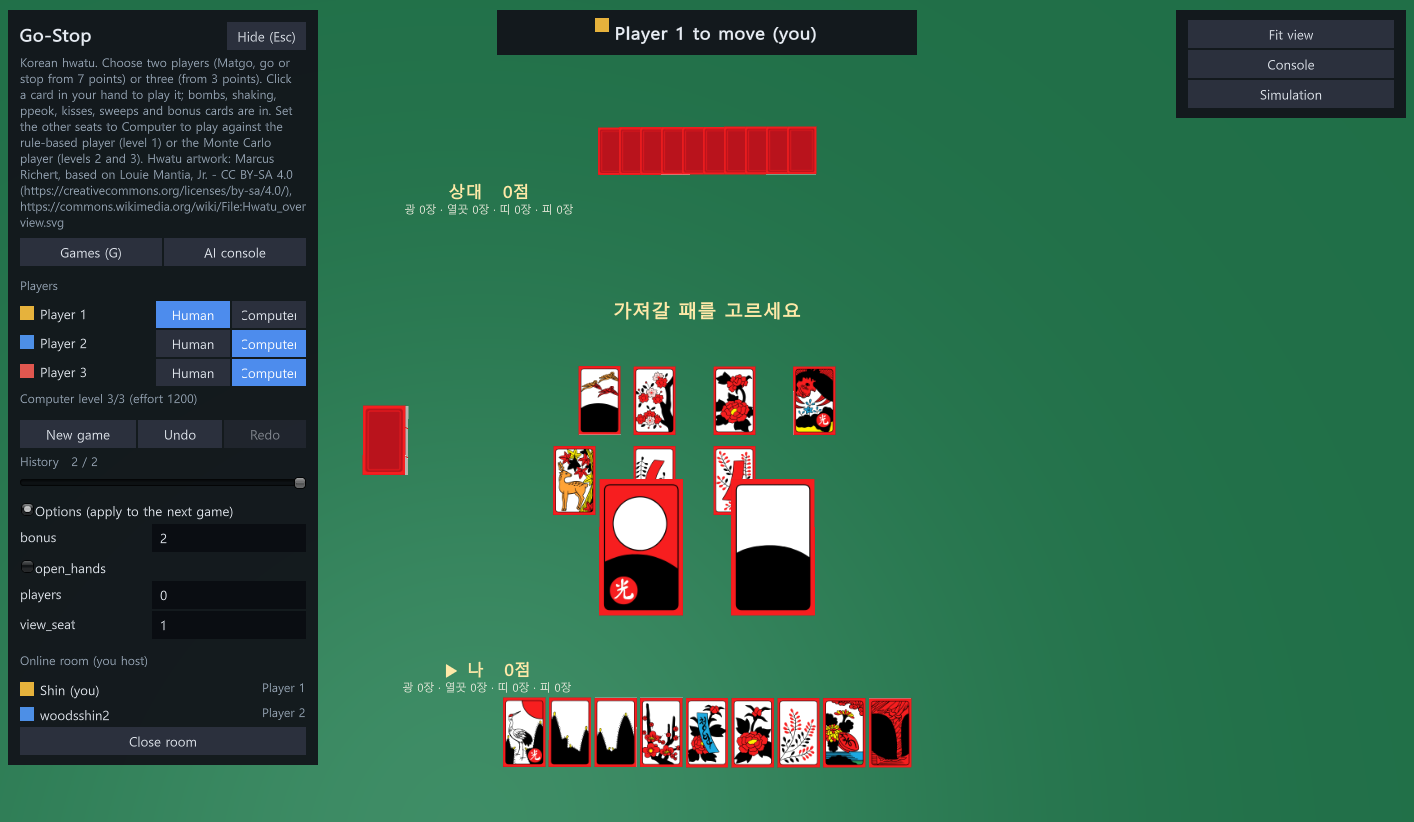 Go-Stop
Hide (Esc)
Korean hwatu. Choose two players (Matgo, go or
stop from 7 points) or three (from 3 points). Click
a card in your hand to play it; bombs, shaking,
ppeok, kisses, sweeps and bonus cards are in. Set
the other seats to Computer to play against the
rule-based player (level 1) or the Monte Carlo
player (levels 2 and 3). Hwatu artwork: Marcus
Richert, based on Louie Mantia, Jr. - CC BY-SA 4.0
(https://creativecommons.org/licenses/by-sa/4.0/),
https://commons.wikimedia.org/wiki/File:Hwatu_over
view.svg
Games (G)
AI console
Players
Player 1
Human
Computer
Player 2
Human
Computer
Player 3
Human
Computer
Computer level 3/3 (effort 1200)
New game
Undo
Redo
History 2 / 2
Options (apply to the next game)
bonus
2
open_hands
players
0
view_seat
1
Online room (you host)
Shin (you)
Player 1
woodsshin2
Player 2
Close room
Player 1 to move (you)
Fit view
Console
Simulation
상대 0점
광 0장 · 열끗 0장 · 띠 0장 · 피 0장
가져갈 패를 고르세요
光
光
▶ 나 0점
광 0장 · 열끗 0장 · 띠 0장 · 피 0장
光